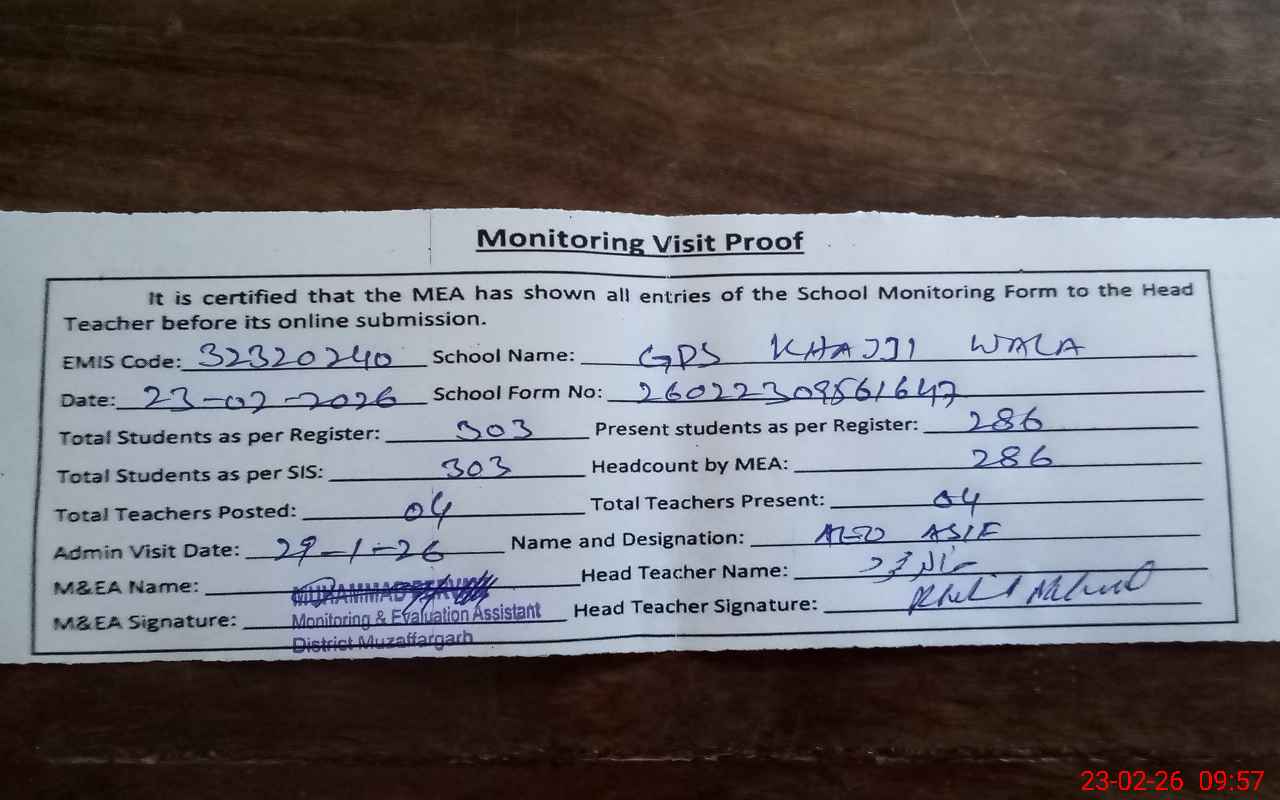 Monitoring Visit Proof
It is certified that the MEA has shown all entries of the School Monitoring Form to the Head
Teacher before its online submission.
EMIS Code: 32320240 School Name: GPS KHAJJI WALA
Date: 23-02-2026 School Form No: 26022309561647
Total Students as per Register: 303 Present students as per Register: 286
Total Students as per SIS: 303 Headcount by MEA: 286
Total Teachers Posted: 04 Total Teachers Present: 04
Admin Visit Date: 29-1-26 Name and Designation: AEO ASIF
M&EA Name: MUHAMMAD Head Teacher Name:
M&EA Signature: Monitoring & Evaluation Assistant Head Teacher Signature:
District Muzaffargarh
23-02-26 09:57